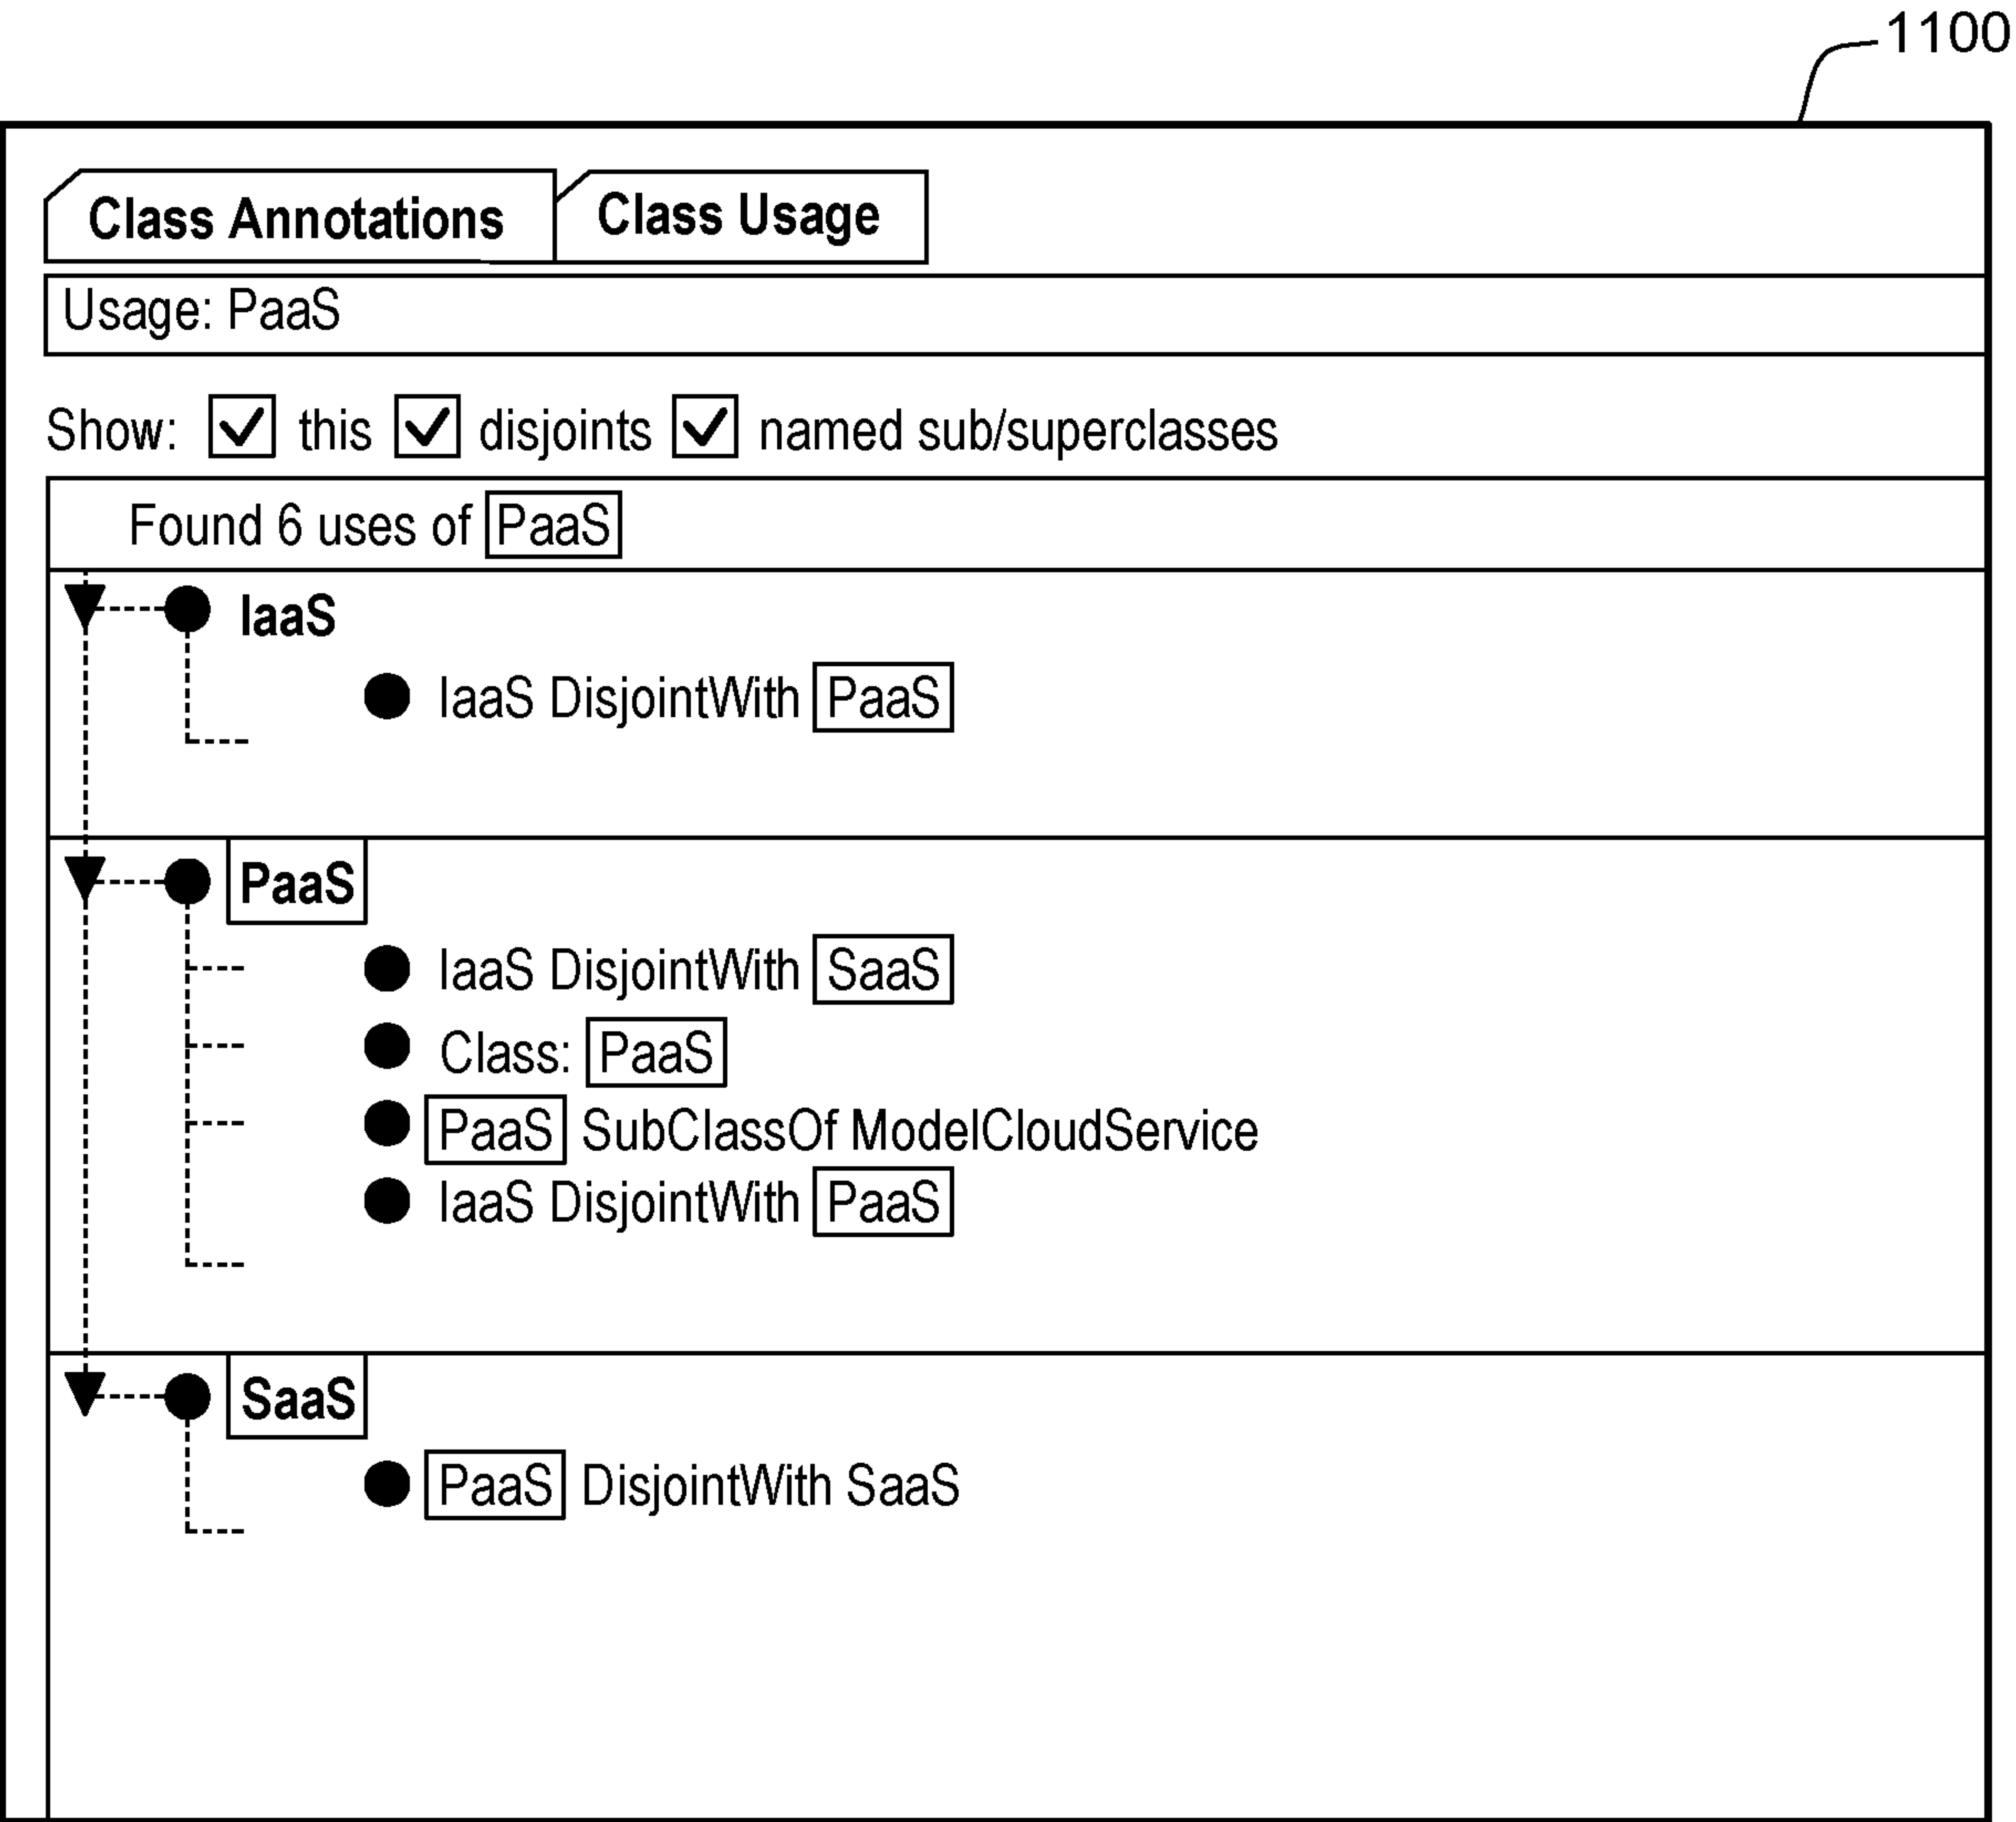 1100
Class Annotations Class Usage
Usage: PaaS
Show: this disjoints named sub/superclasses
Found 6 uses of PaaS
IaaS
IaaS DisjointWith PaaS
PaaS
IaaS DisjointWith SaaS
Class: PaaS
PaaS SubClassOf ModelCloudService
IaaS DisjointWith PaaS
SaaS
PaaS DisjointWith SaaS